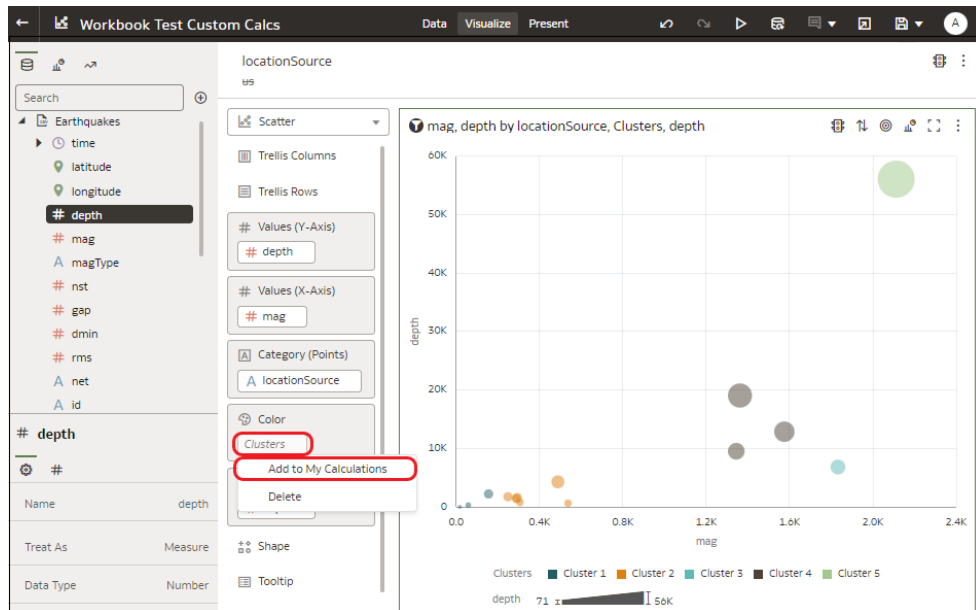 Workbook Test Custom Calcs
Data Visualize Present
A
locationSource
US
Search
Earthquakes
time
latitude
longitude
# depth
# mag
A magType
# nst
# gap
# dmin
# rms
A net
A id
# depth
#
Name depth
Treat As Measure
Data Type Number
Scatter
Trellis Columns
Trellis Rows
# Values (Y-Axis)
# depth
# Values (X-Axis)
# mag
A Category (Points)
A locationSource
Color
Clusters
Add to My Calculations
Delete
Shape
Tooltip
T mag, depth by locationSource, Clusters, depth
60K
50K
40K
30K
20K
10K
0
depth
0.0 0.4K 0.8K 1.2K 1.6K 2.0K 2.4K
mag
Clusters Cluster 1 Cluster 2 Cluster 3 Cluster 4 Cluster 5
depth 71 56K